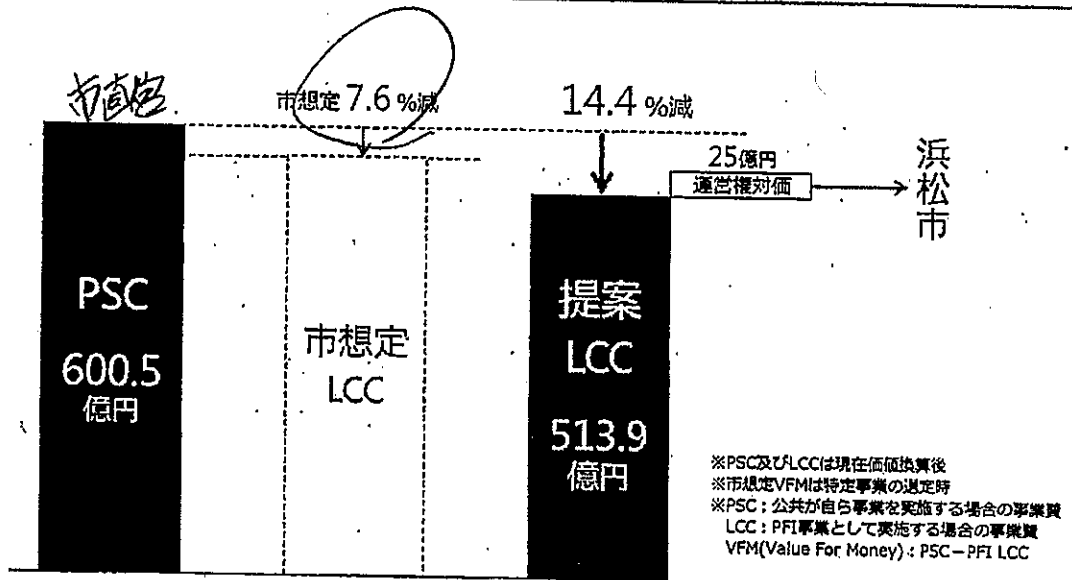 市直営
市想定 7.6 %減
14.4 %減
25億円
運営権対価
浜松市
PSC
600.5
億円
市想定
LCC
提案
LCC
513.9
億円
※PSC及びLCCは現在価値換算後
※市想定VFMは特定事業の選定時
※PSC:公共が自ら事業を実施する場合の事業費
LCC:PFI事業として実施する場合の事業費
VFM(Value For Money):PSC-PFI LCC